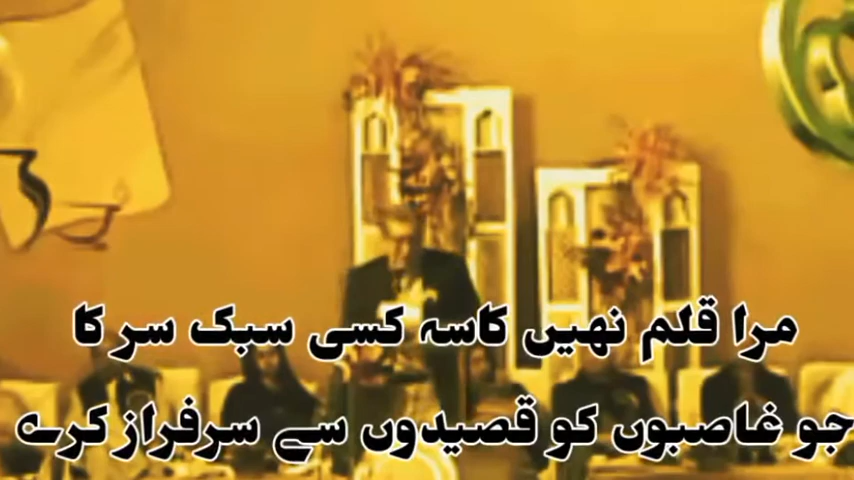 مرا قلم نہیں کاسہ کسی سبک سر کا
جو غاصبوں کو قصیدوں سے سرفراز کرے